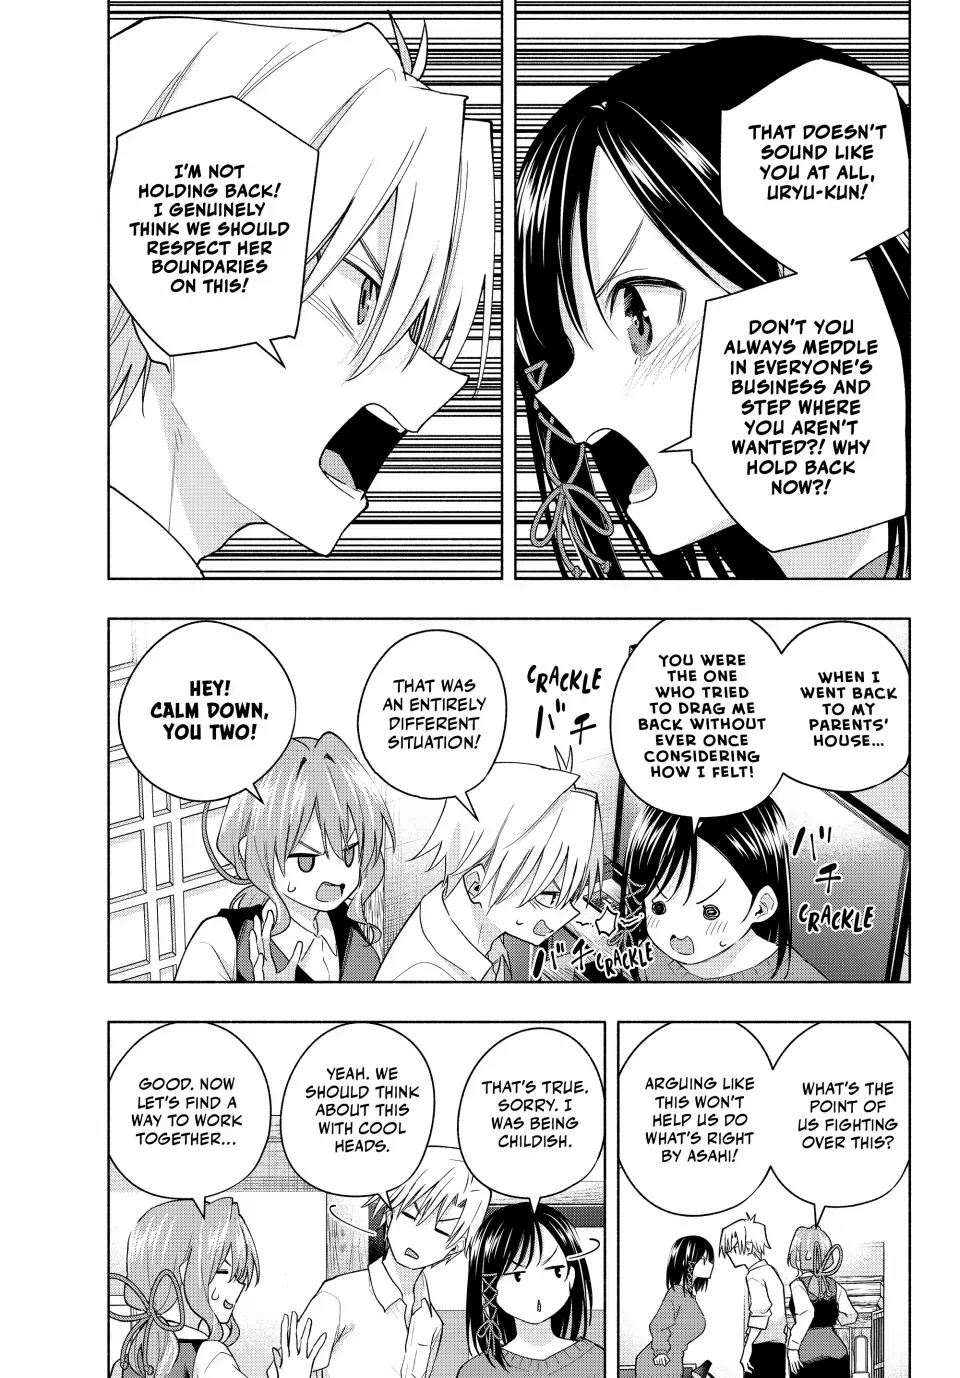 THAT DOESN'T
SOUND LIKE
YOU AT ALL,
URYU-KUN!
DON'T YOU
ALWAYS MEDDLE
IN EVERYONE'S
BUSINESS AND
STEP WHERE
YOU AREN'T
WANTED?! WHY
HOLD BACK
NOW?!
I'M NOT
HOLDING BACK!
I GENUINELY
THINK WE SHOULD
RESPECT HER
BOUNDARIES
ON THIS!
WHEN I
WENT BACK
TO MY
PARENTS'
HOUSE...
YOU WERE
THE ONE
WHO TRIED
TO DRAG ME
BACK WITHOUT
EVER ONCE
CONSIDERING
HOW I FELT!
バチ
CRACKLE
CRACKLE
バチ
THAT WAS
AN ENTIRELY
DIFFERENT
SITUATION!
バチ
CRACKLE
HEY!
CALM DOWN,
YOU TWO!
WHAT'S THE
POINT OF
US FIGHTING
OVER THIS?
ARGUING LIKE
THIS WON'T
HELP US DO
WHAT'S RIGHT
BY ASAHI!
THAT'S TRUE.
SORRY. I
WAS BEING
CHILDISH.
YEAH. WE
SHOULD THINK
ABOUT THIS
WITH COOL
HEADS.
GOOD. NOW
LET'S FIND A
WAY TO WORK
TOGETHER...